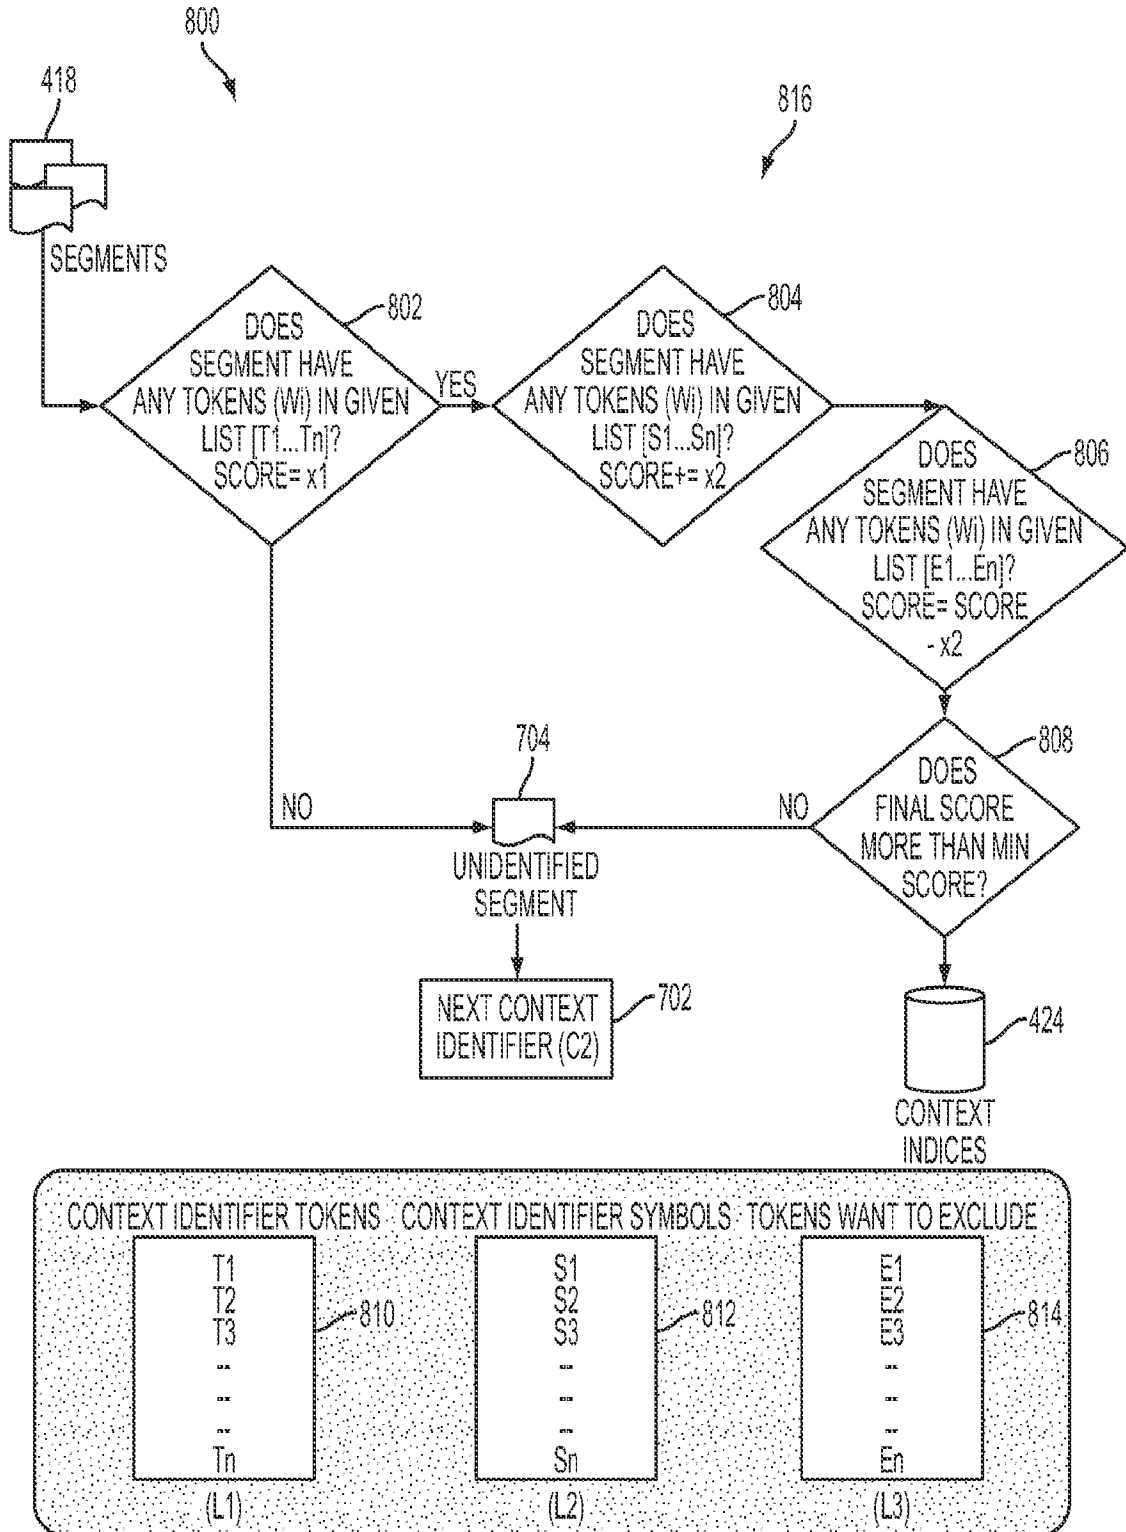 800
418
816
SEGMENTS
802
DOES
SEGMENT HAVE
ANY TOKENS (Wi) IN GIVEN
LIST [T1...Tn]?
SCORE= x1
YES
804
DOES
SEGMENT HAVE
ANY TOKENS (Wi) IN GIVEN
LIST [S1...Sn]?
SCORE+= x2
806
DOES
SEGMENT HAVE
ANY TOKENS (Wi) IN GIVEN
LIST [E1...En]?
SCORE= SCORE
- x2
808
DOES
FINAL SCORE
MORE THAN MIN
SCORE?
NO
NO
704
UNIDENTIFIED
SEGMENT
NEXT CONTEXT
IDENTIFIER (C2)
702
424
CONTEXT
INDICES
CONTEXT IDENTIFIER TOKENS
T1
T2
T3
--
--
--
Tn
810
(L1)
CONTEXT IDENTIFIER SYMBOLS
S1
S2
S3
--
--
--
Sn
812
(L2)
TOKENS WANT TO EXCLUDE
E1
E2
E3
--
--
--
En
814
(L3)